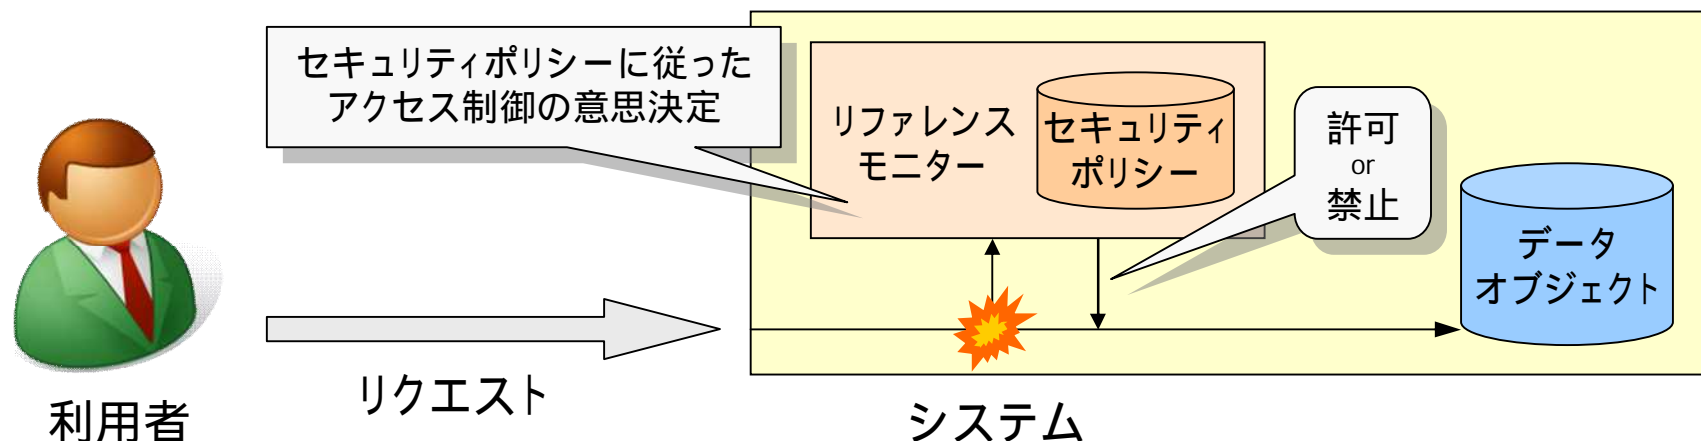 セキュリティポリシーに従った
アクセス制御の意思決定
リファレンス
モニター
セキュリティ
ポリシー
許可
or
禁止
データ
オブジェクト
リクエスト
利用者
システム